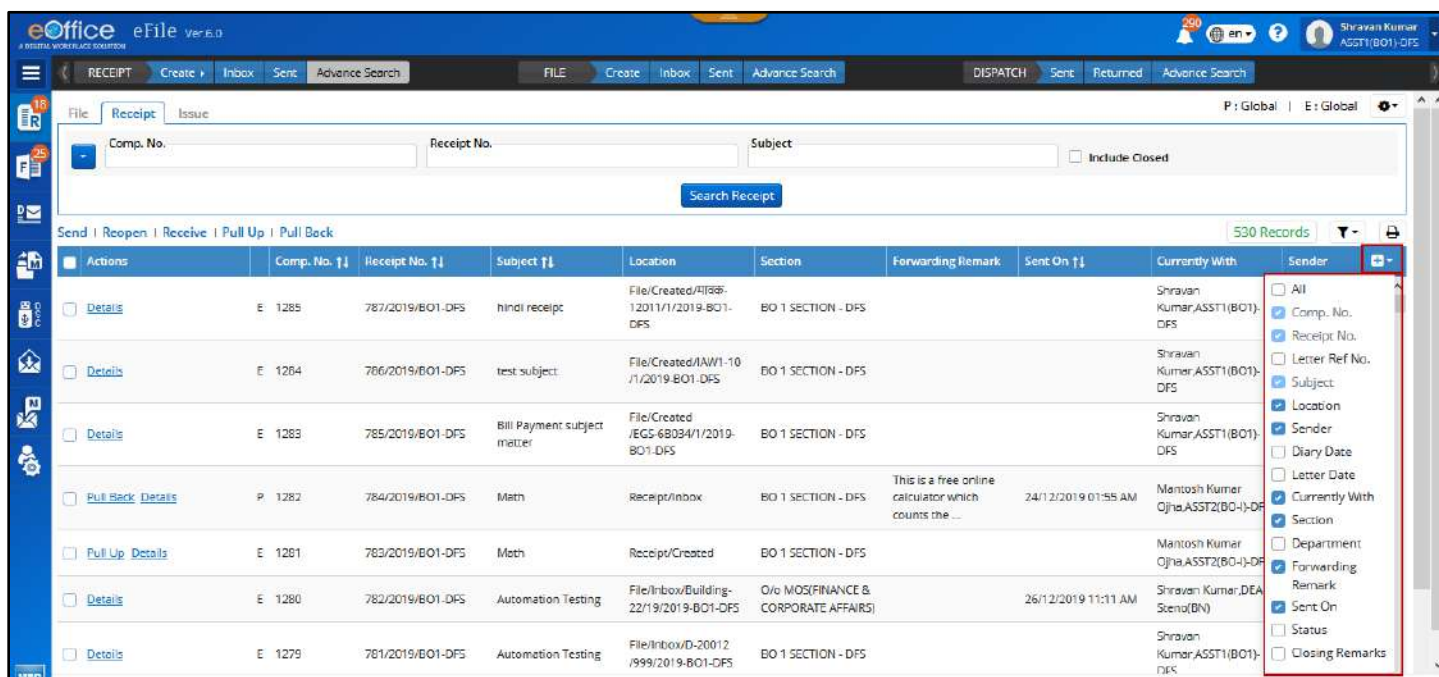 eOffice eFile Ver.6.0
A DIGITAL WORKPLACE SOLUTION
290
en
?
Shravan Kumar
ASST1(BO1)-DFS
RECEIPT Create Inbox Sent Advance Search
FILE Create Inbox Sent Advance Search
DISPATCH Sent Returned Advance Search
18
R
25
F
D
M
M
File Receipt Issue
P : Global | E : Global
Comp. No.
Receipt No.
Subject
Include Closed
Search Receipt
Send | Reopen | Receive | Pull Up | Pull Back
530 Records
Actions Comp. No. Receipt No. Subject Location Section Forwarding Remark Sent On Currently With Sender
Details E 1285 787/2019/BO1-DFS hindi receipt
File/Created/मानक-
12011/1/2019-BO1-
DFS
BO 1 SECTION - DFS
Shravan
Kumar,ASST1(BO1)-
DFS
Details E 1284 786/2019/BO1-DFS test subject
File/Created/IAW1-10
/1/2019-BO1-DFS
BO 1 SECTION - DFS
Shravan
Kumar,ASST1(BO1)-
DFS
Details E 1283 785/2019/BO1-DFS
Bill Payment subject
matter
File/Created
/EGS-6B034/1/2019-
BO1-DFS
BO 1 SECTION - DFS
Shravan
Kumar,ASST1(BO1)-
DFS
Pull Back Details P 1282 784/2019/BO1-DFS Math Receipt/Inbox BO 1 SECTION - DFS
This is a free online
calculator which
counts the ...
24/12/2019 01:55 AM
Mantosh Kumar
Ojha,ASST2(BO-I)-DF
Pull Up Details E 1281 783/2019/BO1-DFS Math Receipt/Created BO 1 SECTION - DFS
Mantosh Kumar
Ojha,ASST2(BO-I)-DF
Details E 1280 782/2019/BO1-DFS Automation Testing
File/Inbox/Building-
22/19/2019-BO1-DFS
O/o MOS(FINANCE &
CORPORATE AFFAIRS)
26/12/2019 11:11 AM
Shravan Kumar,DEA
Steno(BN)
Details E 1279 781/2019/BO1-DFS Automation Testing
File/Inbox/D-20012
/999/2019-BO1-DFS
BO 1 SECTION - DFS
Shravan
Kumar,ASST1(BO1)-
DFS
All
Comp. No.
Receipt No.
Letter Ref No.
Subject
Location
Sender
Diary Date
Letter Date
Currently With
Section
Department
Forwarding
Remark
Sent On
Status
Closing Remarks